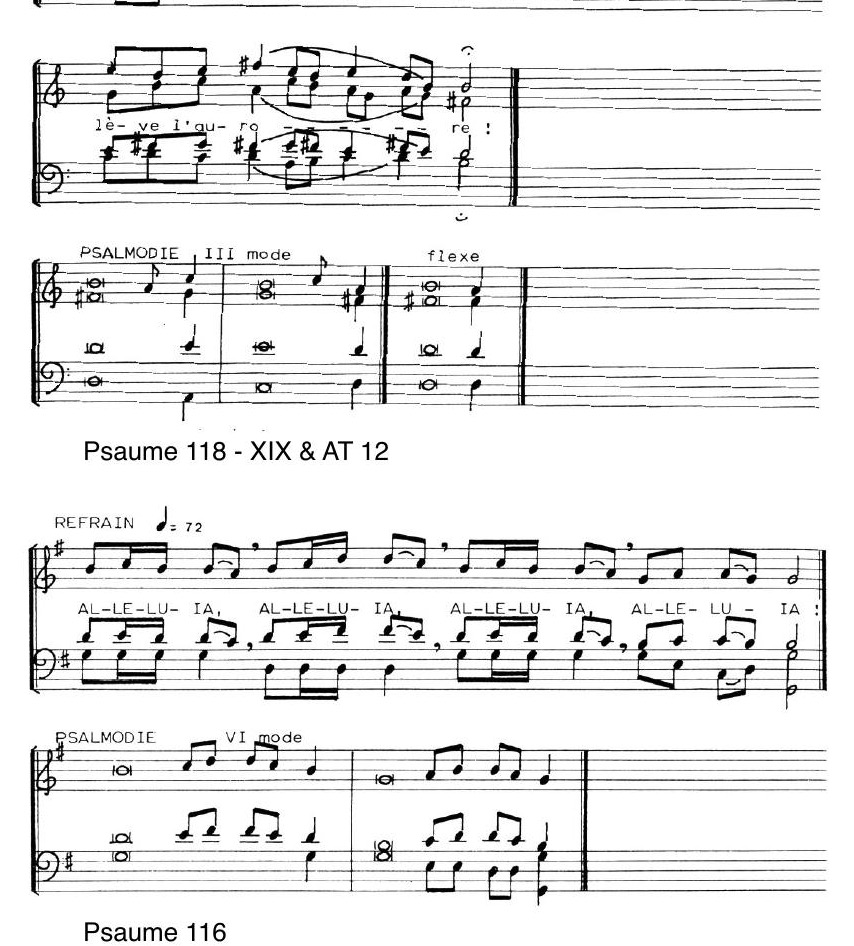 lè- ve l'au- ro - - - - - - - - re :
PSALMODIE III mode flexe
Psaume 118 - XIX & AT 12
REFRAIN ♩= 72
AL-LE-LU- IA, AL-LE-LU- IA, AL-LE-LU- IA, AL-LE- LU - IA :
PSALMODIE VI mode
Psaume 116